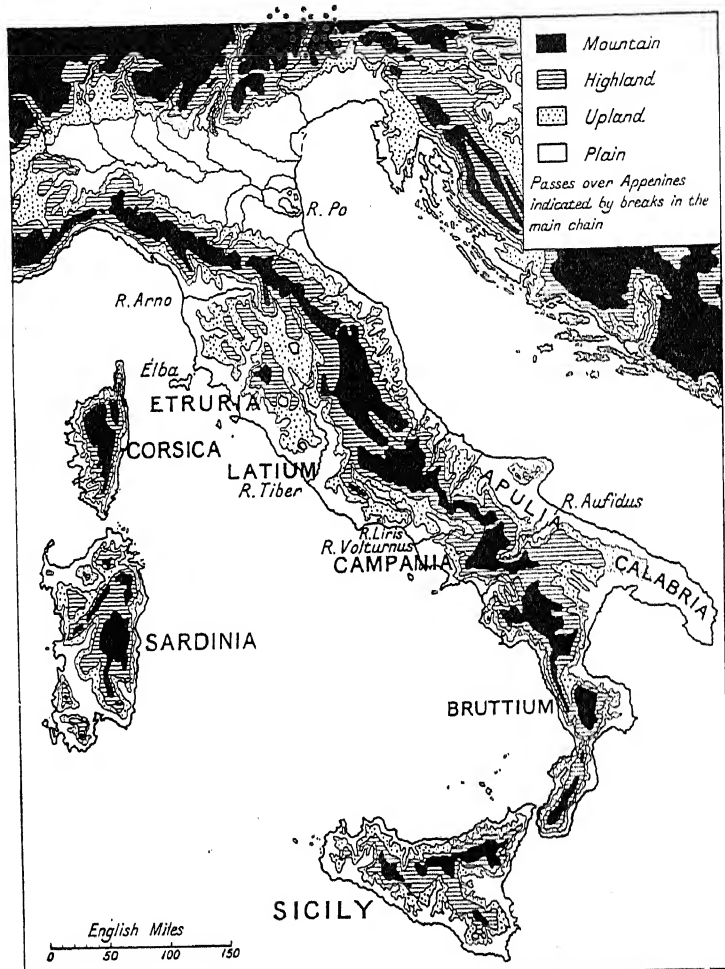 Mountain
Highland
Upland
Plain
Passes over Appenines
indicated by breaks in the
main chain
R. Po
R. Arno
Elba
ETRURIA
CORSICA
LATIUM
R. Tiber
APULIA
R. Aufidus
R. Liris
R. Volturnus
CAMPANIA
CALABRIA
SARDINIA
BRUTTIUM
SICILY
English Miles
0 50 100 150